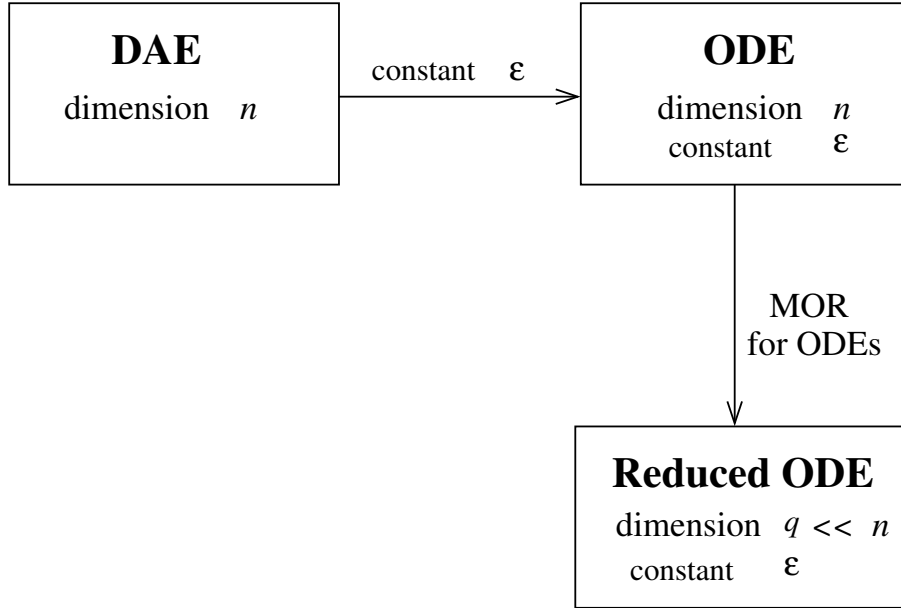 DAE
dimension n
constant ε
ODE
dimension n
constant ε
MOR
for ODEs
Reduced ODE
dimension q << n
constant ε